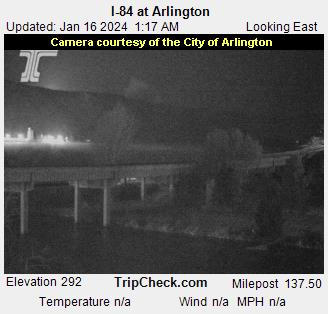 I-84 at Arlington
Updated: Jan 16 2024 1:17 AM Looking East
Camera courtesy of the City of Arlington
Elevation 292 TripCheck.com Milepost 137.50
Temperature n/a Wind n/a MPH n/a